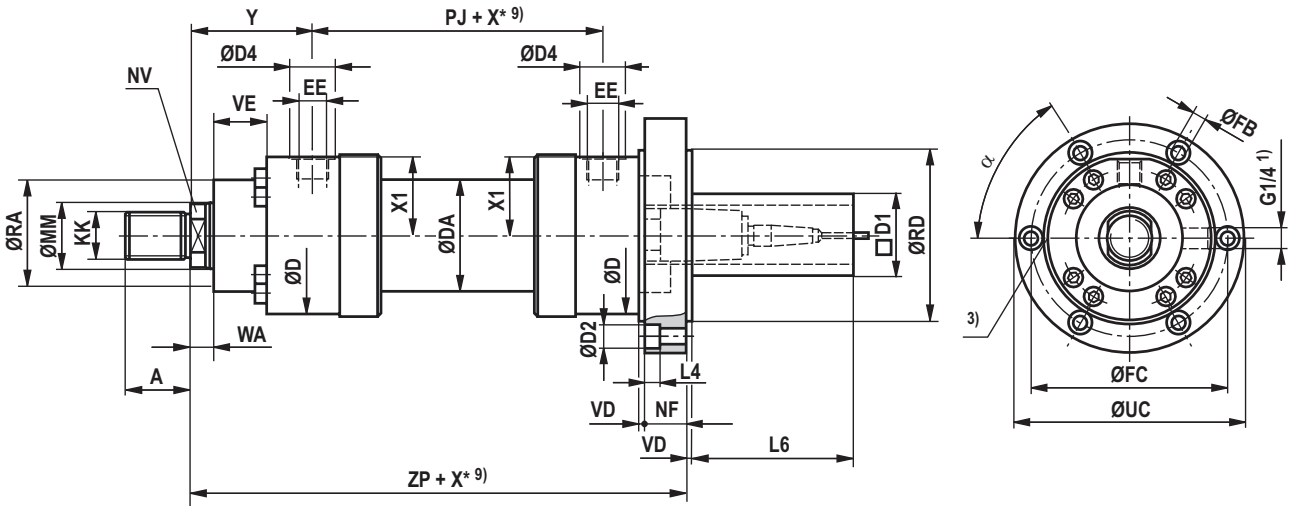 Y PJ + X* 9)
ØD4 ØD4
NV EE EE
VE
ØFB
α
G1/4 1)
ØRA ØMM KK X1 ØDA X1 □D1 ØRD
ØD ØD
3)
WA ØD2
A L4 ØFC
VD NF ØUC
VD L6
ZP + X* 9)